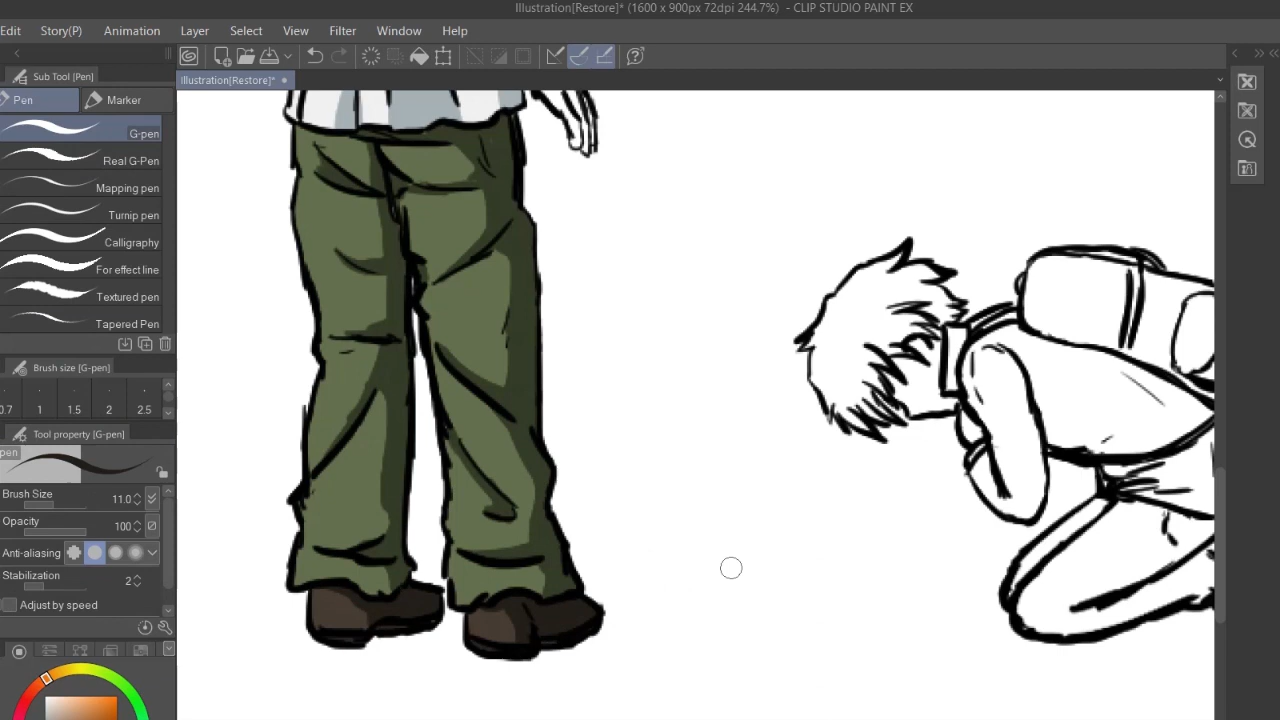 Illustration[Restore]* (1600 x 900px 72dpi 244.7%) - CLIP STUDIO PAINT EX
Edit Story(P) Animation Layer Select View Filter Window Help
Sub Tool [Pen]
Illustration[Restore]*
Pen Marker
G-pen
Real G-Pen
Mapping pen
Turnip pen
Calligraphy
For effect line
Textured pen
Tapered Pen
Brush size [G-pen]
0.7 1 1.5 2 2.5
Tool property [G-pen]
pen
Brush Size 11.0
Opacity 100
Anti-aliasing
Stabilization 2
Adjust by speed